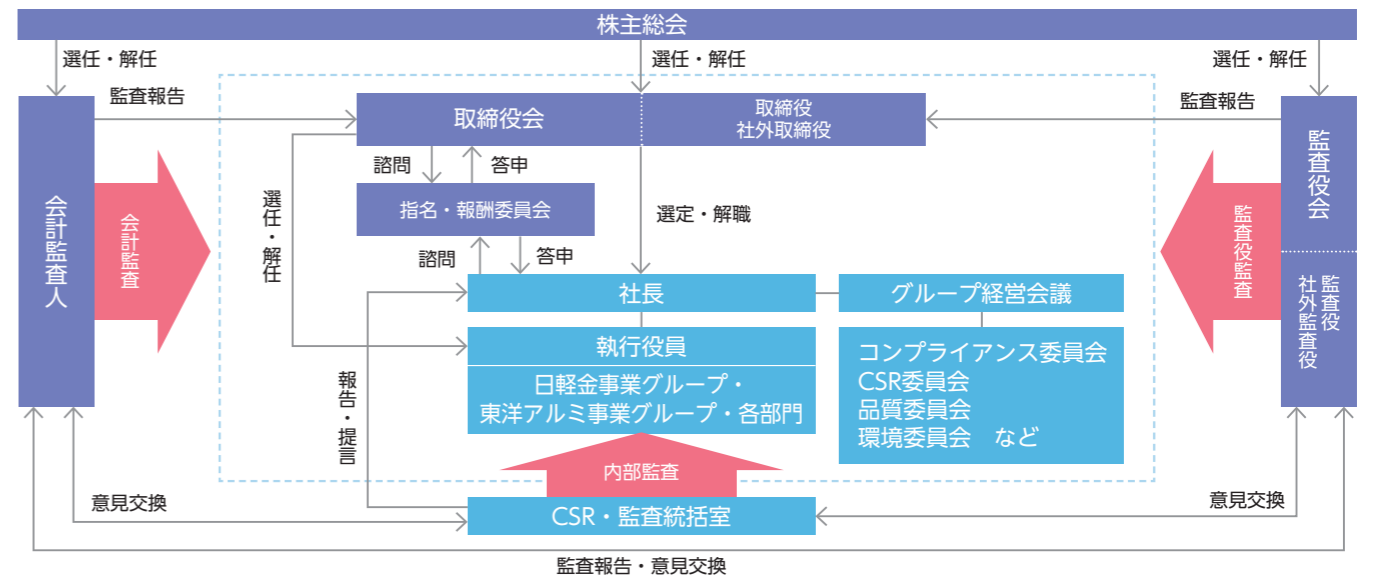 株主総会
選任・解任
選任・解任
選任・解任
監査報告
監査報告
取締役会
取締役
社外取締役
諮問
答申
指名・報酬委員会
選任・解任
選定・解職
諮問
答申
会計監査人
会計監査
監査役会
監査役
社外監査役
監査役監査
社長
グループ経営会議
執行役員
日軽金事業グループ・
東洋アルミ事業グループ・各部門
コンプライアンス委員会
CSR委員会
品質委員会
環境委員会 など
報告・提言
内部監査
CSR・監査統括室
意見交換
意見交換
監査報告・意見交換